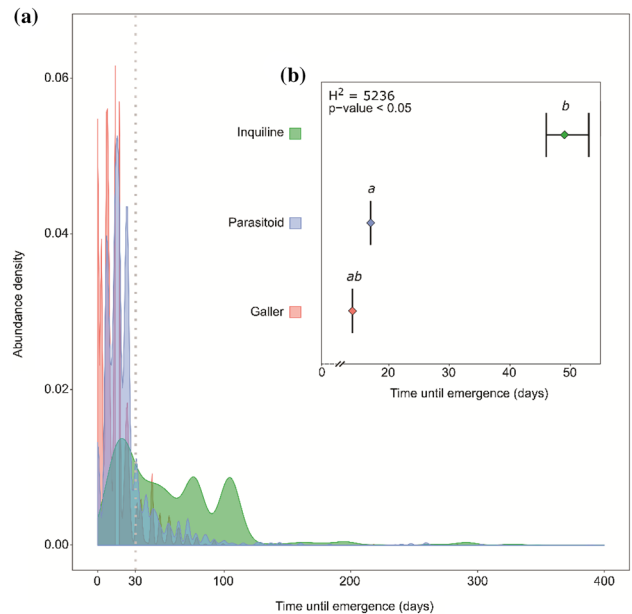 (a)
0.06
0.04
0.02
0.00
Abundance density
0
30
100
200
300
400
Time until emergence (days)
(b)
Inquiline
Parasitoid
Galler
H² = 5236
p−value < 0.05
b
a
ab
0
20
30
40
50
Time until emergence (days)